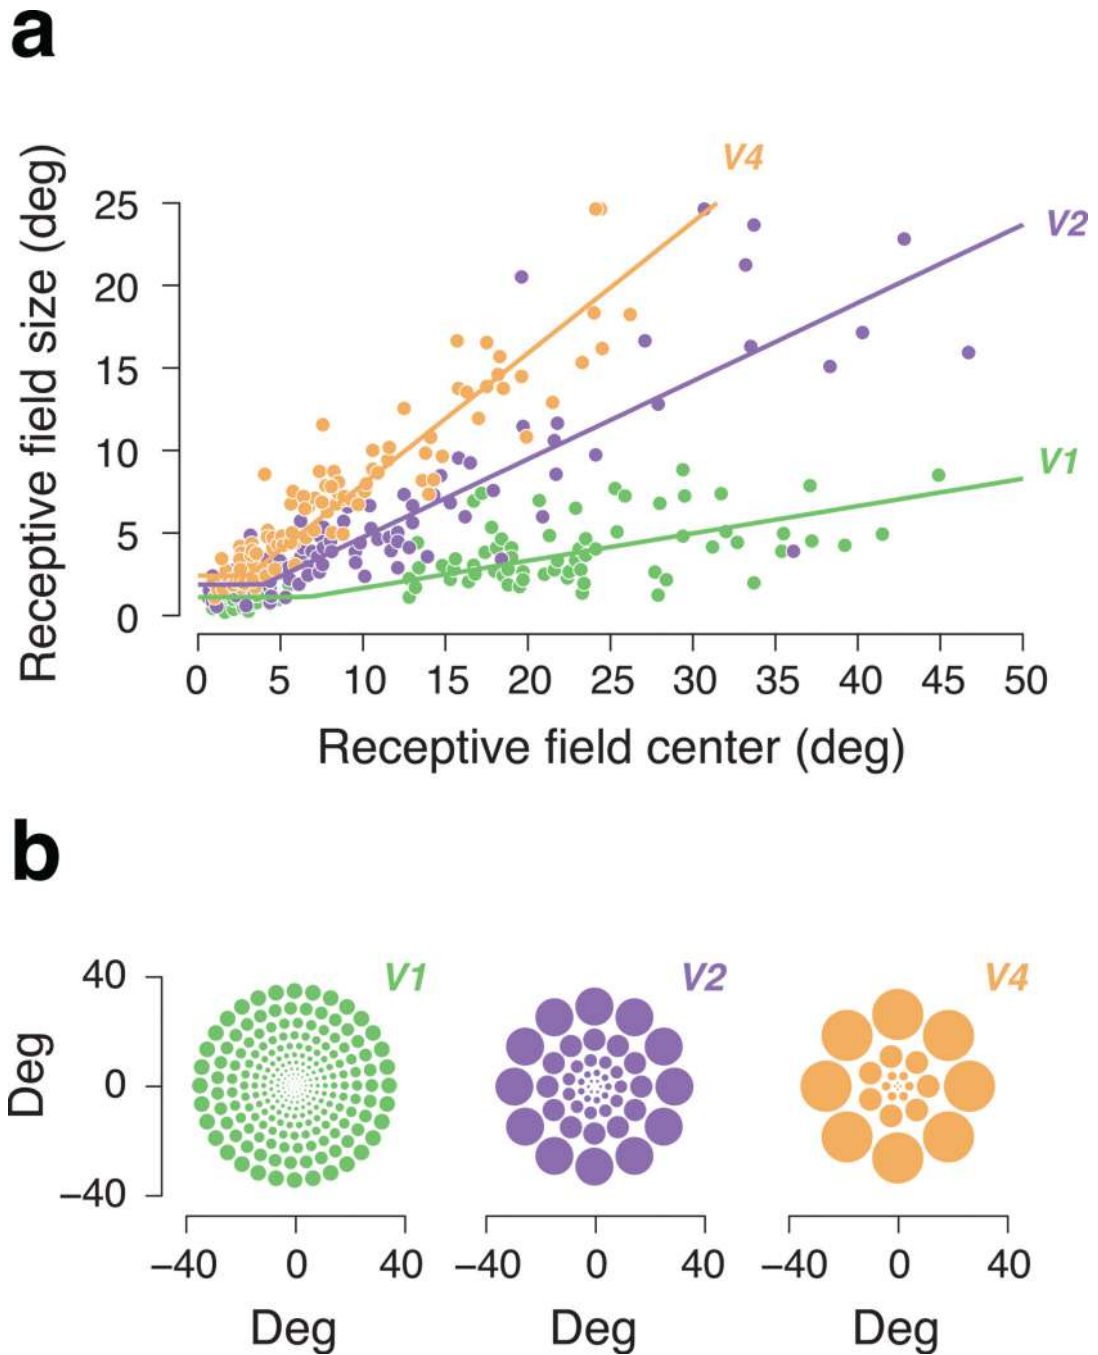 a
V4
V2
V1
Receptive field size (deg)
25
20
15
10
5
0
0 5 10 15 20 25 30 35 40 45 50
Receptive field center (deg)
b
V1 V2 V4
Deg
40
0
−40
−40 0 40 −40 0 40 −40 0 40
Deg Deg Deg